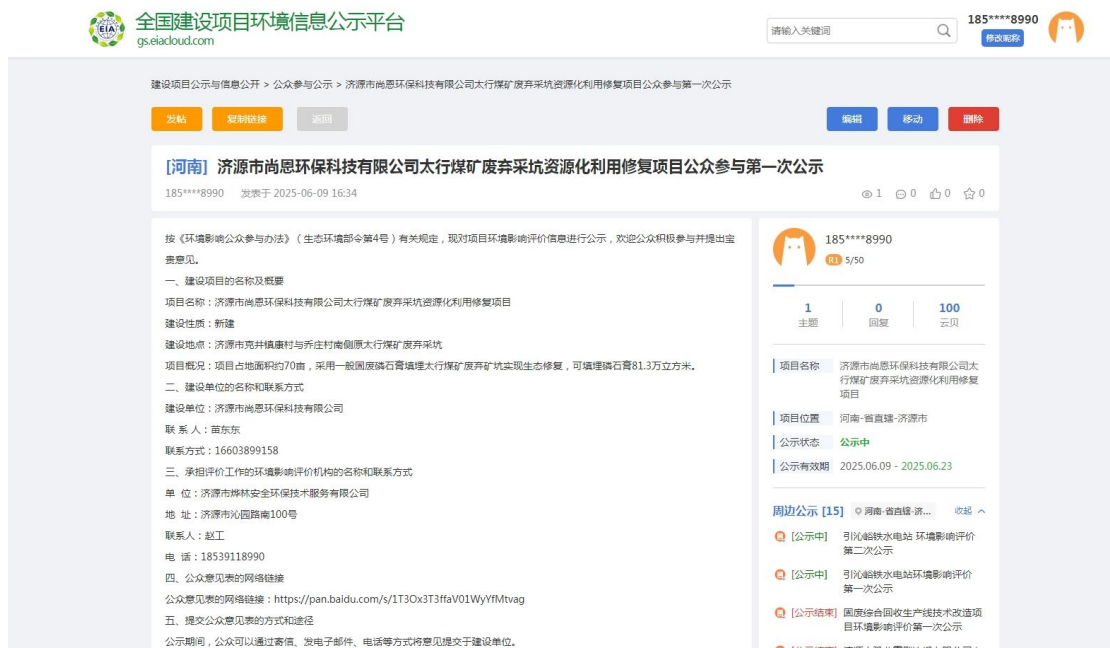 全国建设项目环境信息公示平台
gs.eiacloud.com
请输入关键词
185****8990
修改昵称
建设项目公示与信息公开 > 公众参与公示 > 济源市尚恩环保科技有限公司太行煤矿废弃采坑资源化利用修复项目公众参与第一次公示
发帖 复制链接 返回 编辑 移动 删除
[河南] 济源市尚恩环保科技有限公司太行煤矿废弃采坑资源化利用修复项目公众参与第一次公示
185****8990 发表于 2025-06-09 16:34
1 0 0 0
按《环境影响公众参与办法》（生态环境部令第4号）有关规定，现对项目环境影响评价信息进行公示，欢迎公众积极参与并提出宝
贵意见。
一、建设项目的名称及概要
项目名称：济源市尚恩环保科技有限公司太行煤矿废弃采坑资源化利用修复项目
建设性质：新建
建设地点：济源市克井镇康村与乔庄村南侧原太行煤矿废弃采坑
项目概况：项目占地面积约70亩，采用一般固废磷石膏填埋太行煤矿废弃矿坑实现生态修复，可填埋磷石膏81.3万立方米。
二、建设单位的名称和联系方式
建设单位：济源市尚恩环保科技有限公司
联 系 人：苗东东
联系方式：16603899158
三、承担评价工作的环境影响评价机构的名称和联系方式
单 位：济源市烨林安全环保技术服务有限公司
地 址：济源市沁园路南100号
联系人：赵工
电 话：18539118990
四、公众意见表的网络链接
公众意见表的网络链接：https://pan.baidu.com/s/1T3Ox3T3ffaV01WyYfMtvag
五、提交公众意见表的方式和途径
公示期间，公众可以通过寄信、发电子邮件、电话等方式将意见提交于建设单位。
185****8990
R1 5/50
1 0 100
主题 回复 云贝
项目名称 济源市尚恩环保科技有限公司太
行煤矿废弃采坑资源化利用修复
项目
项目位置 河南-省直辖-济源市
公示状态 公示中
公示有效期 2025.06.09 - 2025.06.23
周边公示 [15] 河南-省直辖-济... 收起
[公示中] 引沁峪铁水电站 环境影响评价
第二次公示
[公示中] 引沁峪铁水电站环境影响评价
第一次公示
[公示结束] 固废综合回收生产线技术改造项
目环境影响评价第一次公示